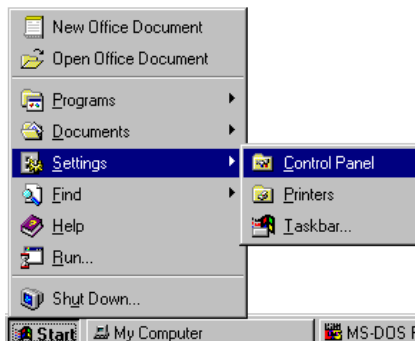 New Office Document
Open Office Document
Programs
Documents
Settings
Control Panel
Find
Printers
Help
Taskbar...
Run...
Shut Down...
Start My Computer MS-DOS